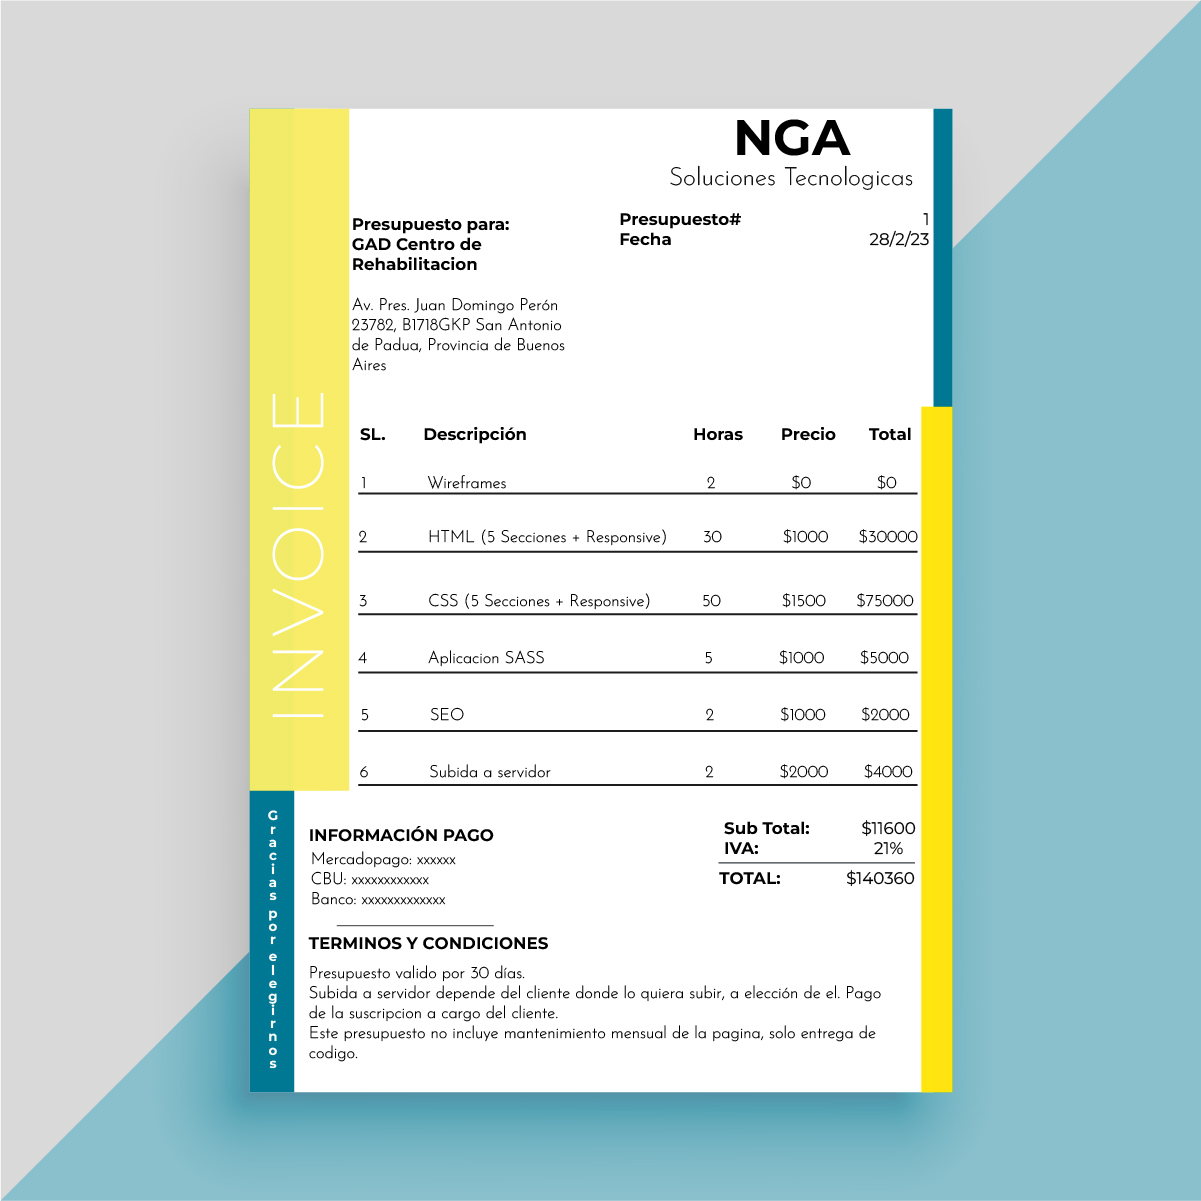 NGA
Soluciones Tecnologicas
Presupuesto para:
GAD Centro de
Rehabilitacion
Presupuesto# 1
Fecha 28/2/23
Av. Pres. Juan Domingo Perón
23782, B1718GKP San Antonio
de Padua, Provincia de Buenos
Aires
INVOICE
SL. Descripción Horas Precio Total
1 Wireframes 2 $0 $0
2 HTML (5 Secciones + Responsive) 30 $1000 $30000
3 CSS (5 Secciones + Responsive) 50 $1500 $75000
4 Aplicacion SASS 5 $1000 $5000
5 SEO 2 $1000 $2000
6 Subida a servidor 2 $2000 $4000
Gracias por elegirnos
Sub Total: $11600
IVA: 21%
TOTAL: $140360
INFORMACIÓN PAGO
Mercadopago: xxxxxx
CBU: xxxxxxxxxxxx
Banco: xxxxxxxxxxxxx
TERMINOS Y CONDICIONES
Presupuesto valido por 30 días.
Subida a servidor depende del cliente donde lo quiera subir, a elección de el. Pago
de la suscripcion a cargo del cliente.
Este presupuesto no incluye mantenimiento mensual de la pagina, solo entrega de
codigo.